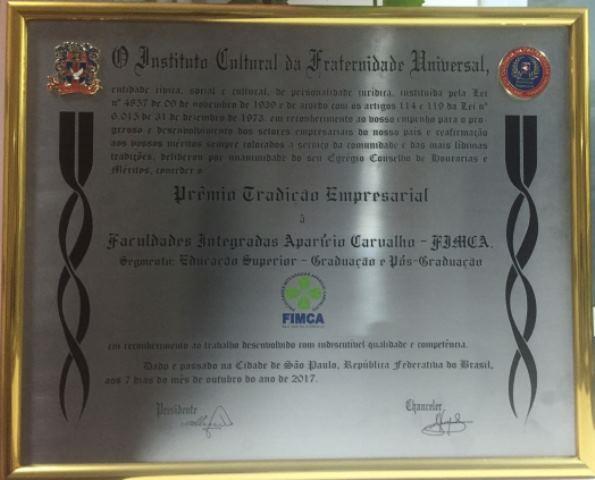 O Instituto Cultural da Fraternidade Universal,
entidade cívica, social e cultural, de personalidade jurídica, instituída pela Lei
nº 4957 de 09 de novembro de 1939 e de acordo com os artigos 114 e 119 da Lei nº
6.015 de 31 de dezembro de 1973, em reconhecimento ao vosso empenho para o pro-
gresso e desenvolvimento dos setores empresariais do nosso país e reafirmação
aos vossos méritos sempre colocados a serviço da comunidade e das mais lídimas
tradições, deliberou por unanimidade do seu Egrégio Conselho de Honrarias e
Méritos, conceder o
Prêmio Tradição Empresarial
à
Faculdades Integradas Aparício Carvalho - FIMCA.
Segmento: Educação Superior - Graduação e Pós-Graduação
FIMCA
em reconhecimento ao trabalho desenvolvido com indiscutível qualidade e competência.
Dado e passado na Cidade de São Paulo, República Federativa do Brasil,
aos 7 dias do mês de outubro do ano de 2017.
Presidente
Chanceler